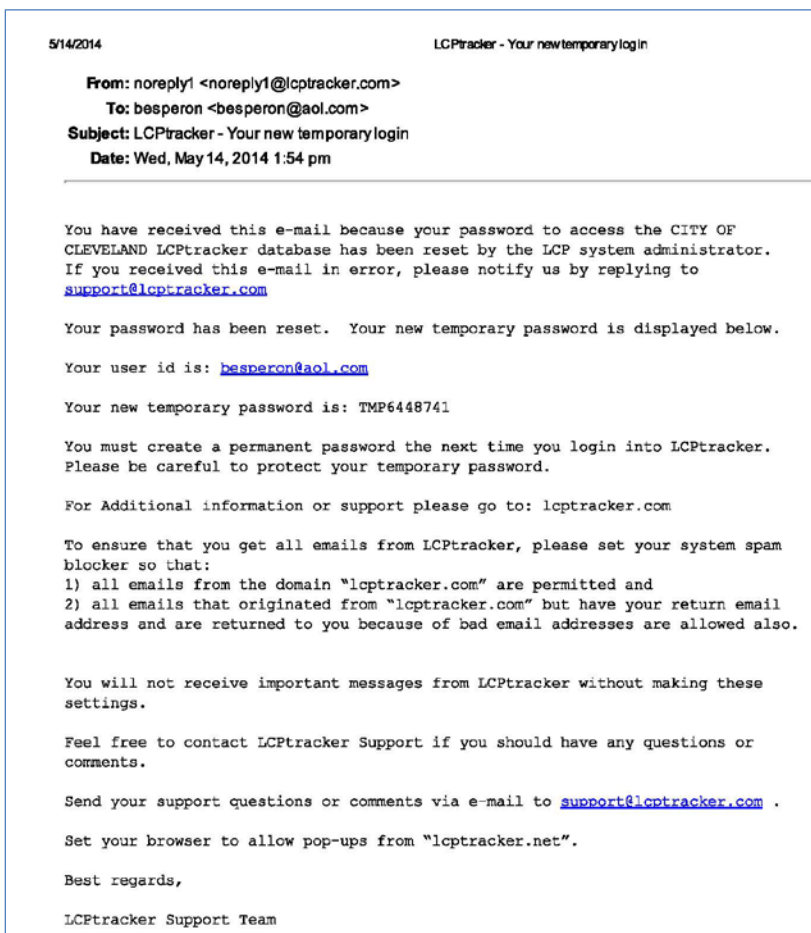 5/14/2014 LCPtracker - Your new temporary login
From: noreply1 <noreply1@lcptracker.com>
To: besperon <besperon@aol.com>
Subject: LCPtracker - Your new temporary login
Date: Wed, May 14, 2014 1:54 pm
You have received this e-mail because your password to access the CITY OF
CLEVELAND LCPtracker database has been reset by the LCP system administrator.
If you received this e-mail in error, please notify us by replying to
support@lcptracker.com
Your password has been reset.  Your new temporary password is displayed below.
Your user id is: besperon@aol.com
Your new temporary password is: TMP6448741
You must create a permanent password the next time you login into LCPtracker.
Please be careful to protect your temporary password.
For Additional information or support please go to: lcptracker.com
To ensure that you get all emails from LCPtracker, please set your system spam
blocker so that:
1) all emails from the domain "lcptracker.com" are permitted and
2) all emails that originated from "lcptracker.com" but have your return email
address and are returned to you because of bad email addresses are allowed also.
You will not receive important messages from LCPtracker without making these
settings.
Feel free to contact LCPtracker Support if you should have any questions or
comments.
Send your support questions or comments via e-mail to support@lcptracker.com .
Set your browser to allow pop-ups from "lcptracker.net".
Best regards,
LCPtracker Support Team